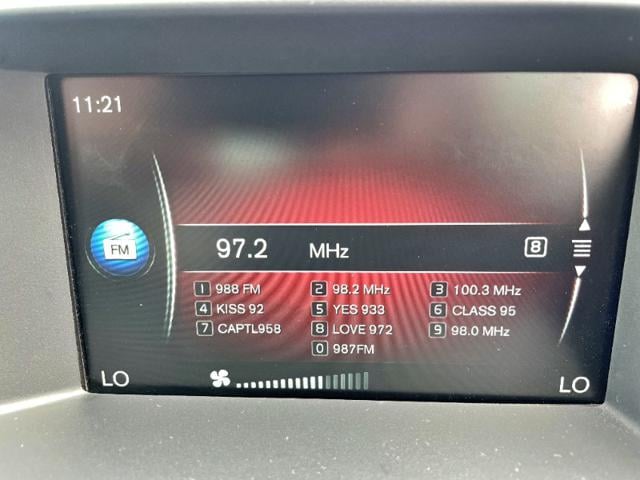 11:21
FM
97.2 MHz 8
1 988 FM 2 98.2 MHz 3 100.3 MHz
4 KISS 92 5 YES 933 6 CLASS 95
7 CAPTL958 8 LOVE 972 9 98.0 MHz
0 987FM
LO LO